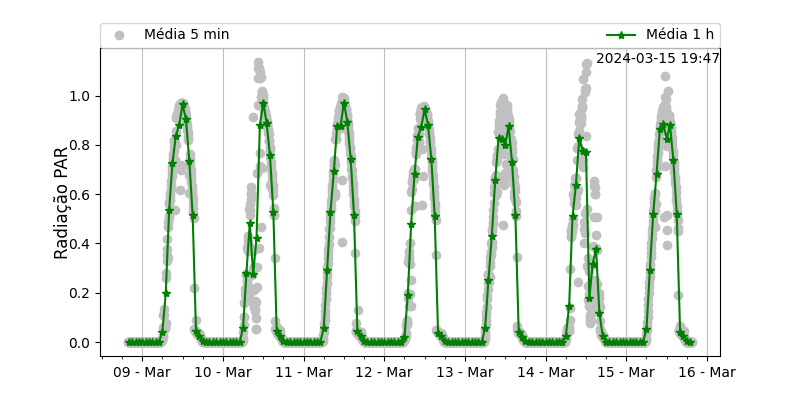 Média 5 min
Média 1 h
2024-03-15 19:47
Radiação PAR
1.0
0.8
0.6
0.4
0.2
0.0
09 - Mar
10 - Mar
11 - Mar
12 - Mar
13 - Mar
14 - Mar
15 - Mar
16 - Mar